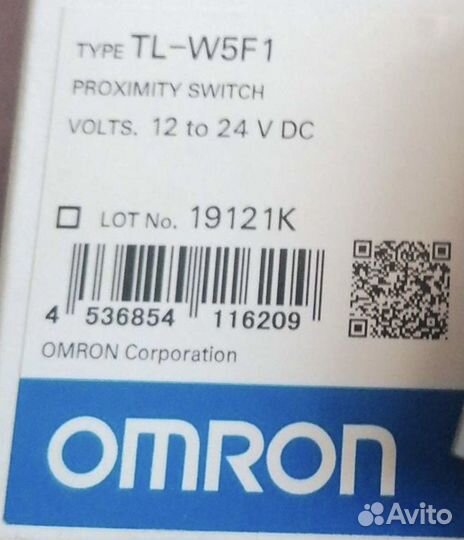 TYPE TL-W5F1
PROXIMITY SWITCH
VOLTS. 12 to 24 V DC
LOT No. 19121K
4 536854 116209
OMRON Corporation
OMRON
Avito